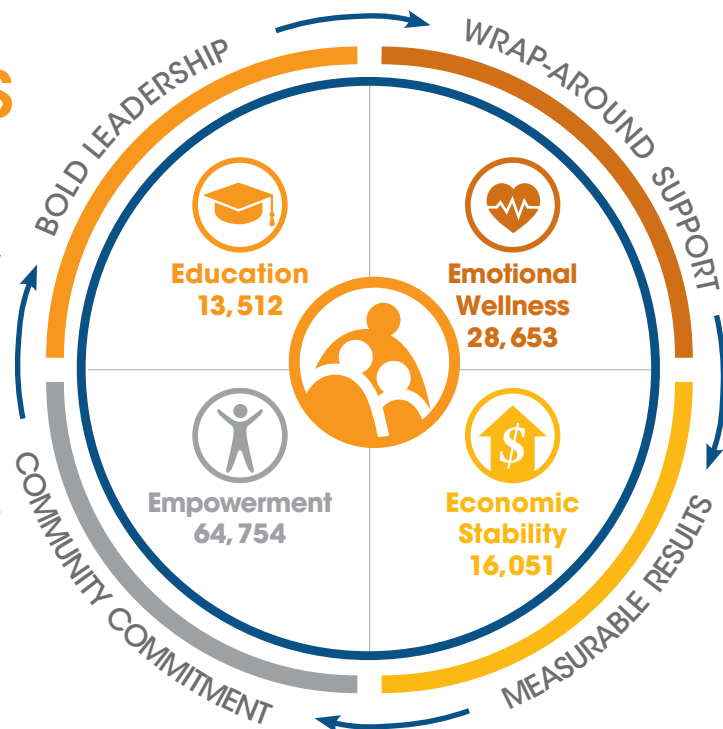 S
BOLD LEADERSHIP
WRAP-AROUND SUPPORT
Education
13,512
Emotional
Wellness
28,653
Empowerment
64,754
$
Economic
Stability
16,051
COMMUNITY COMMITMENT
MEASURABLE RESULTS